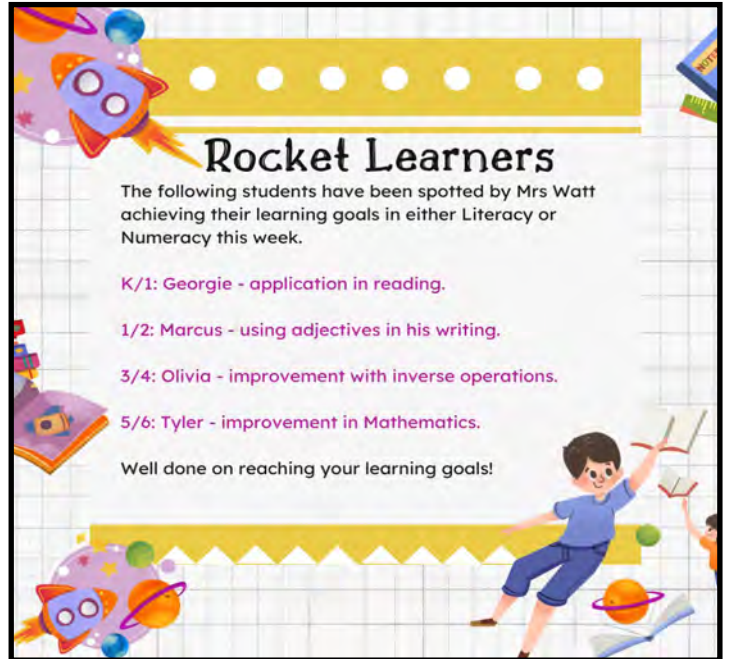 Rocket Learners
The following students have been spotted by Mrs Watt
achieving their learning goals in either Literacy or
Numeracy this week.
K/1: Georgie - application in reading.
1/2: Marcus - using adjectives in his writing.
3/4: Olivia - improvement with inverse operations.
5/6: Tyler - improvement in Mathematics.
Well done on reaching your learning goals!